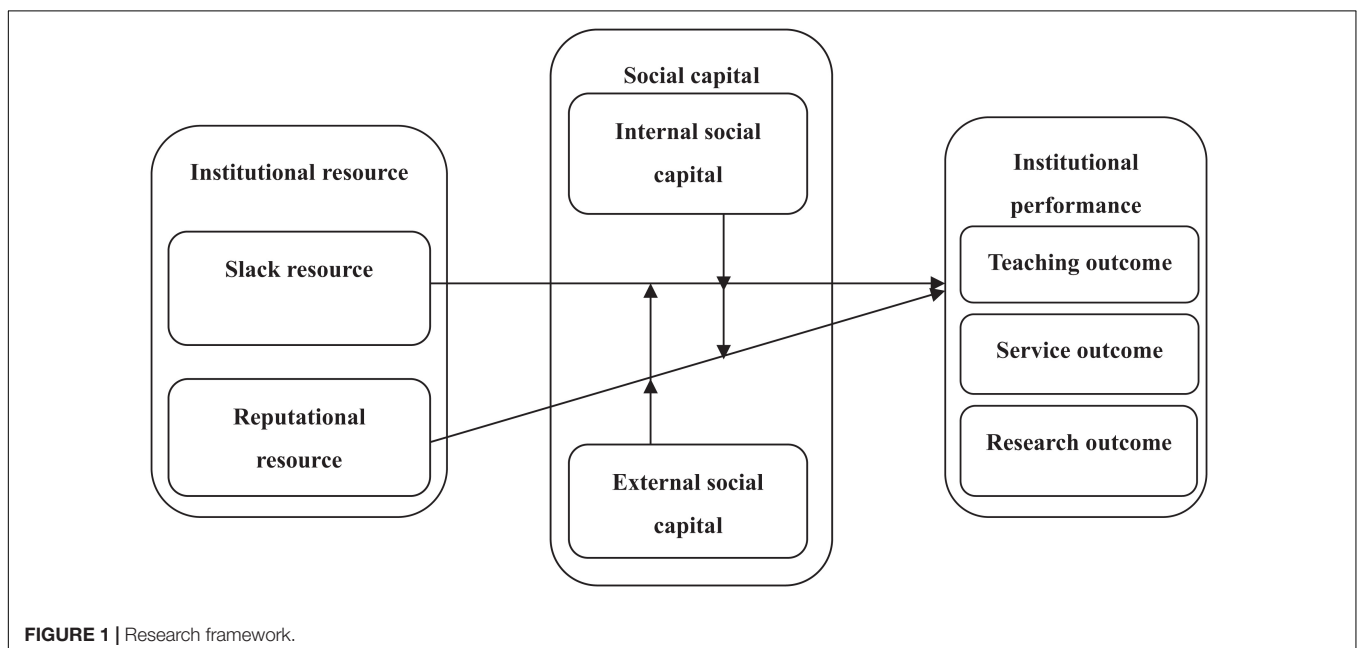 Institutional resource
Slack resource
Reputational
resource
Social capital
Internal social
capital
External social
capital
Institutional
performance
Teaching outcome
Service outcome
Research outcome
FIGURE 1 | Research framework.